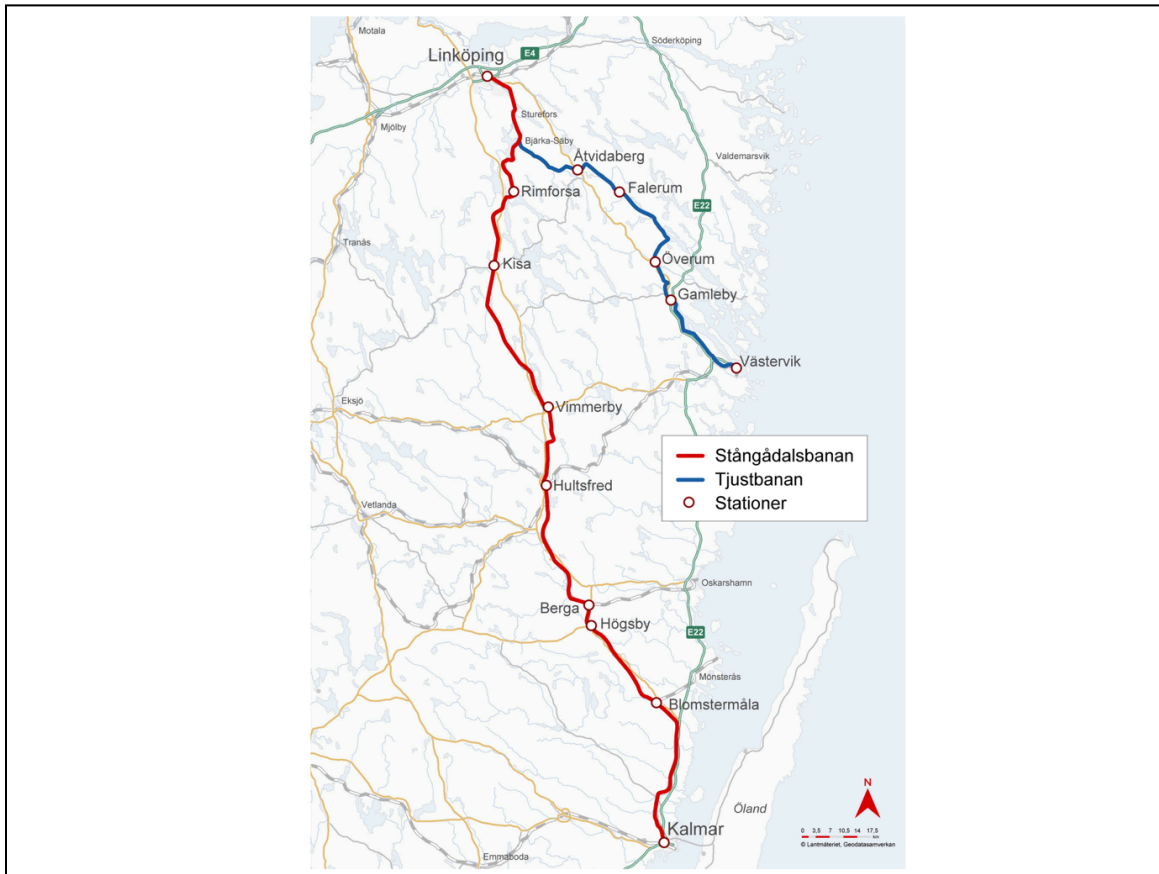 Motala
Söderköping
Linköping
E4
Sturefors
Mjölby
Bjärka-Säby
Åtvidaberg
Valdemarsvik
Rimforsa
Falerum
E22
Tranås
Kisa
Överum
Gamleby
Västervik
Eksjö
Vimmerby
Stångådalsbanan
Tjustbanan
Stationer
Hultsfred
Vetlanda
Oskarshamn
Berga
Högsby
E22
Mönsterås
Blomstermåla
N
Öland
Kalmar
0 3,5 7 10,5 14 17,5
km
© Lantmäteriet, Geodatasamverkan
Emmaboda